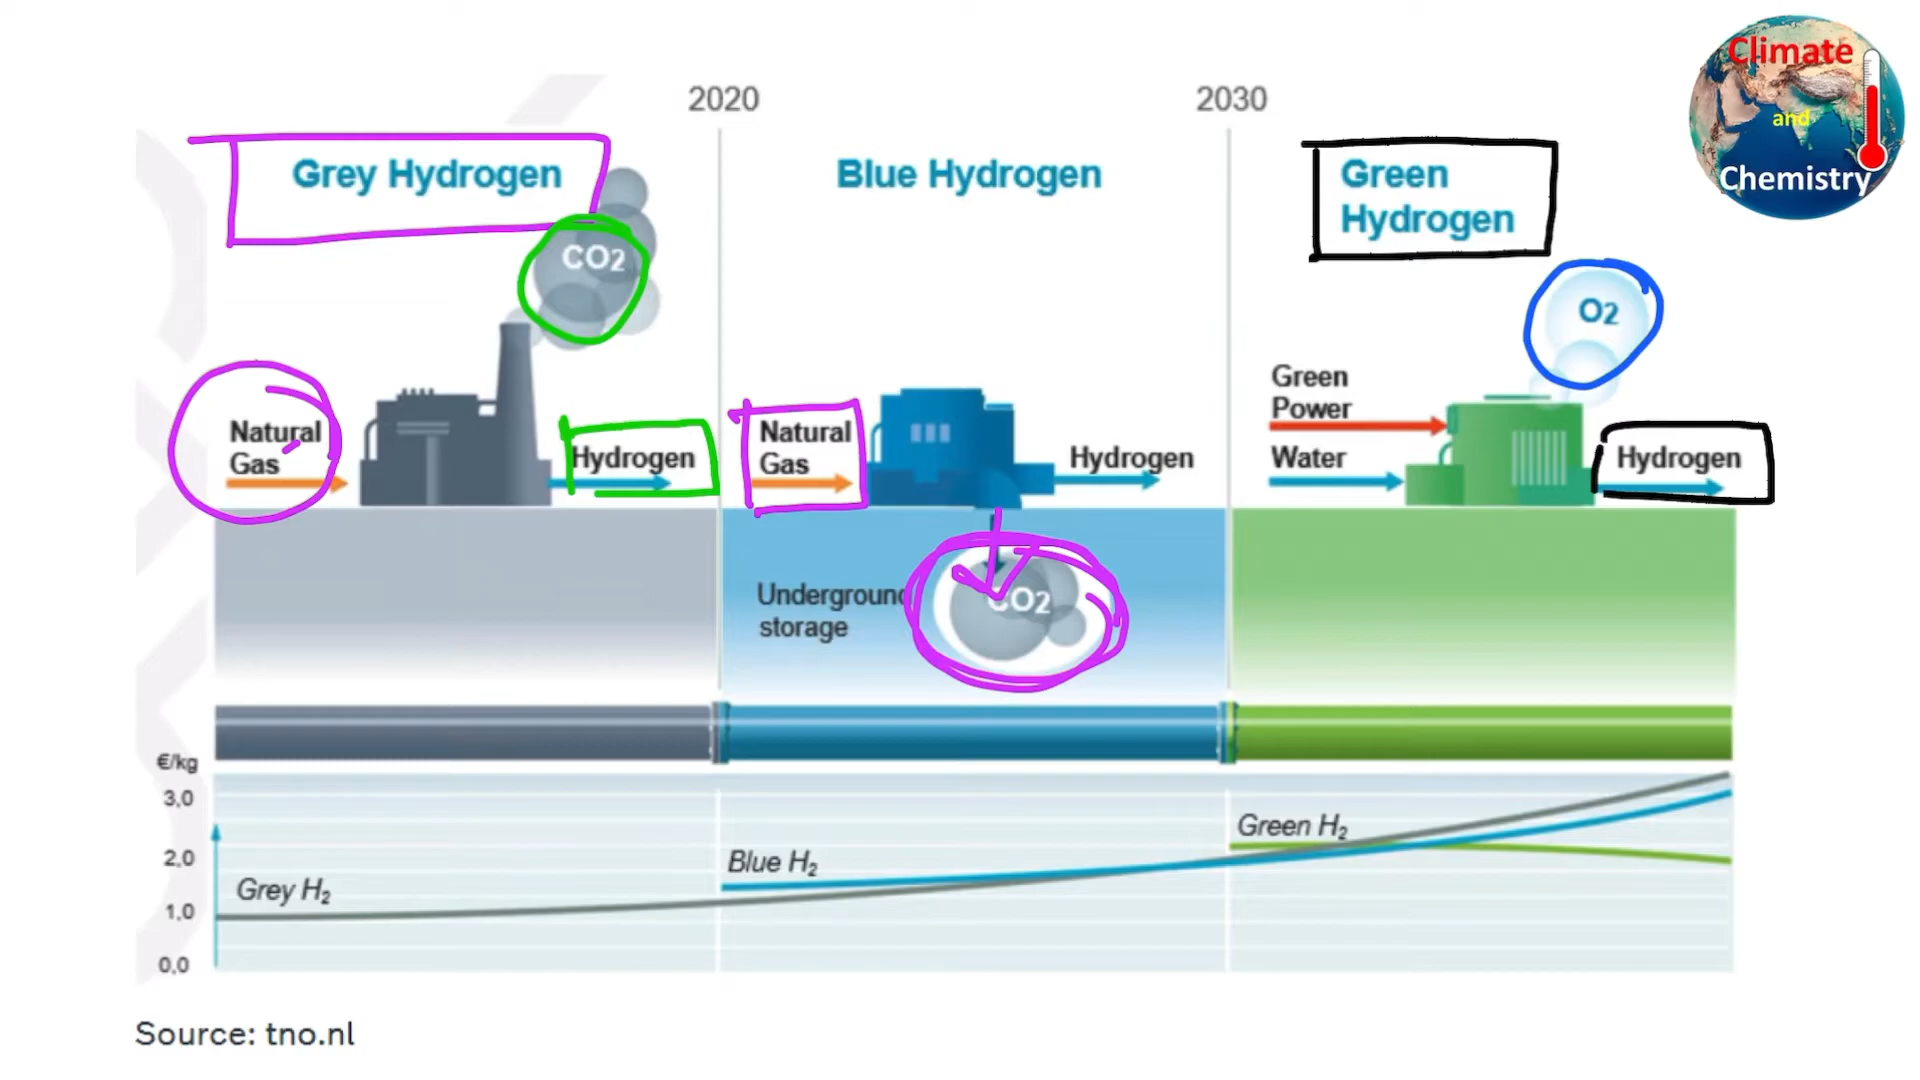 Climate
and
Chemistry
2020
2030
Grey Hydrogen
Blue Hydrogen
Green
Hydrogen
CO2
O2
Natural
Gas
Hydrogen
Natural
Gas
Hydrogen
Green
Power
Water
Hydrogen
Underground
storage
CO2
€/kg
3,0
2,0
1,0
0,0
Grey H₂
Blue H₂
Green H₂
Source: tno.nl